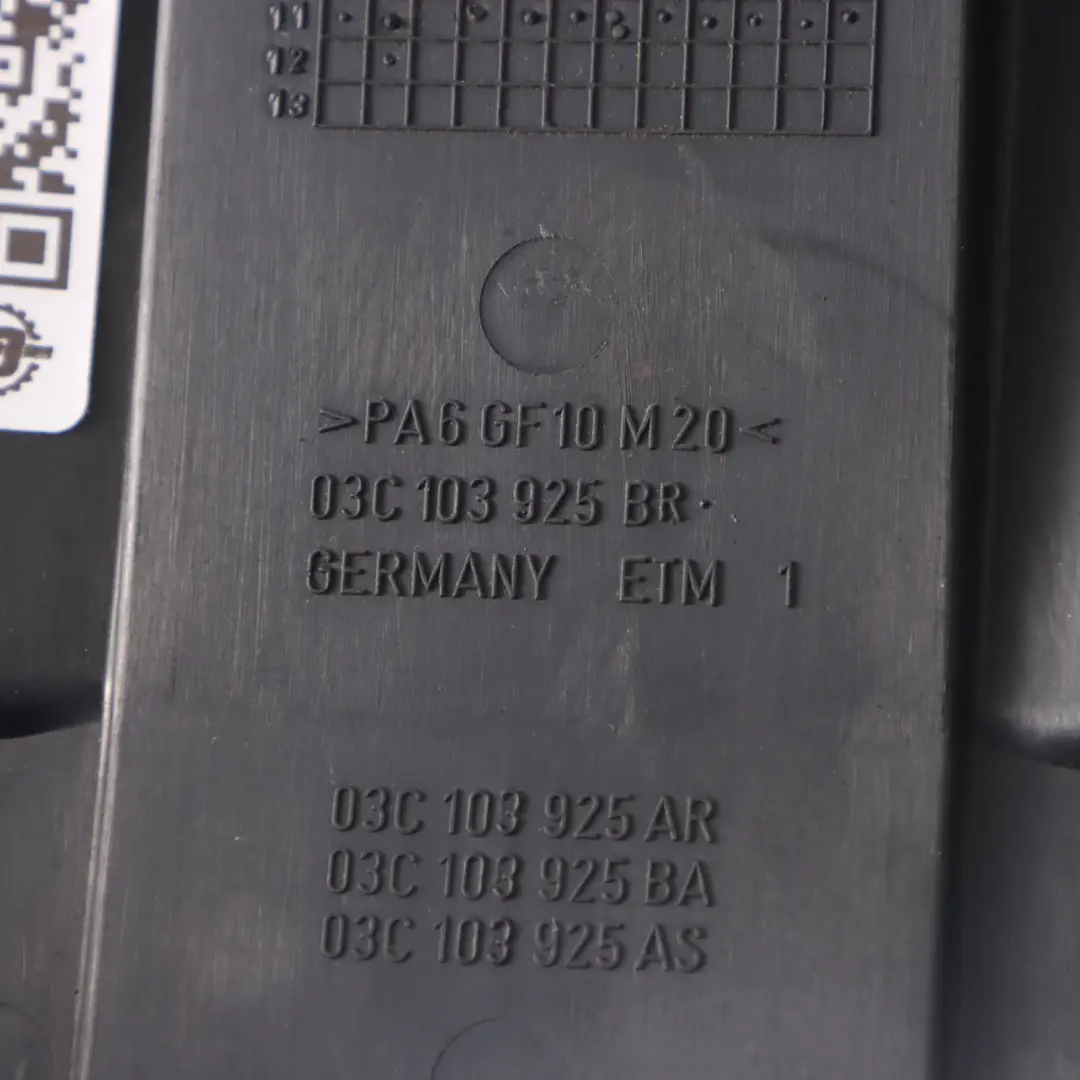 11
12
13
>PA6 GF10 M20<
03C 103 925 BR·
GERMANY ETM 1
03C 103 925 AR
03C 103 925 BA
03C 103 925 AS